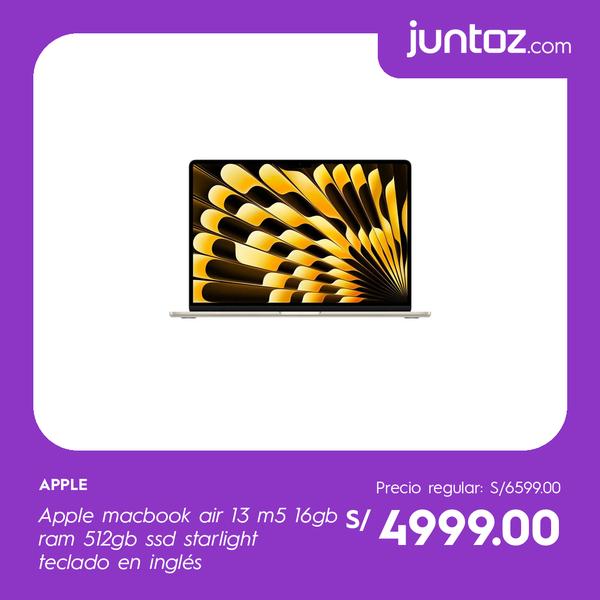 juntoz.com
APPLE
Apple macbook air 13 m5 16gb
ram 512gb ssd starlight
teclado en inglés
Precio regular: S/6599.00
S/ 4999.00